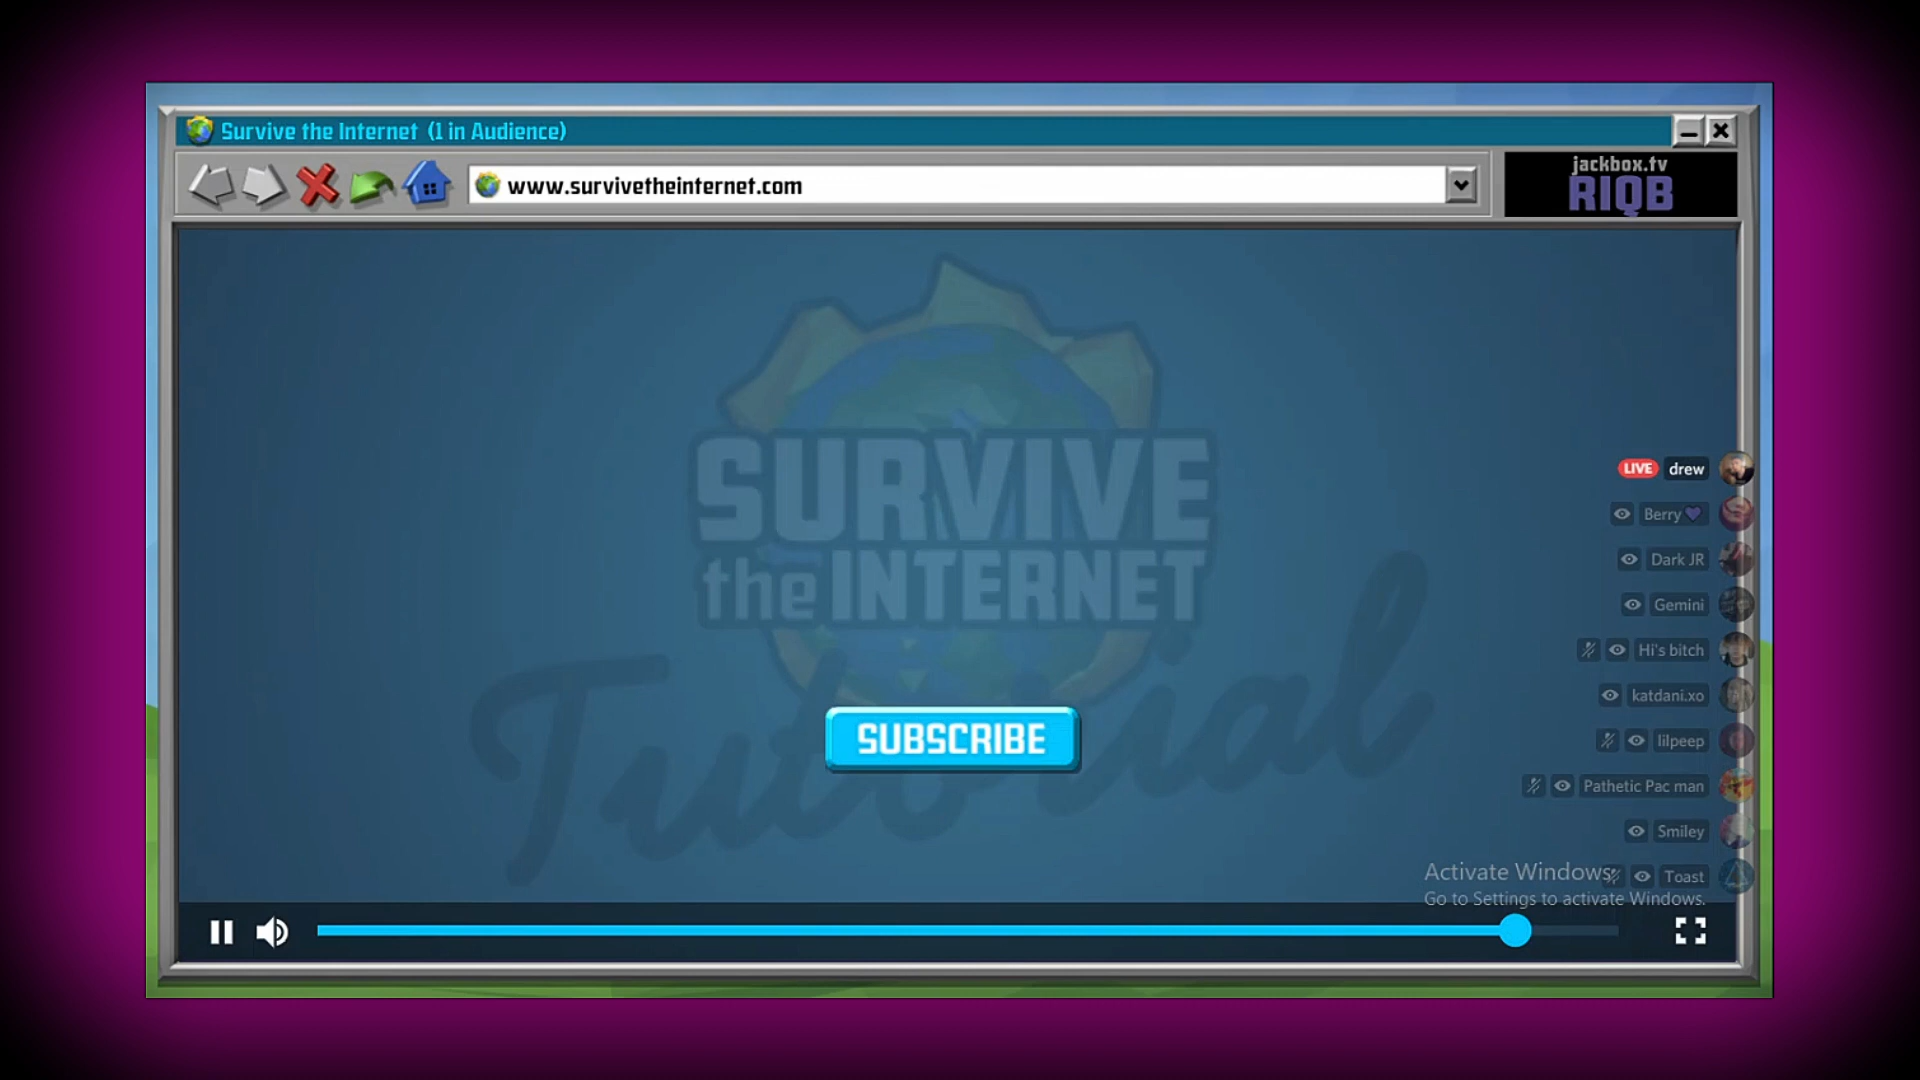 Survive the Internet (1 in Audience)
www.survivetheinternet.com
jackbox.tv
RIQB
SURVIVE
the INTERNET
Tutorial
SUBSCRIBE
LIVE drew
Berry💜
Dark JR
Gemini
Hi's bitch
katdani.xo
lilpeep
Pathetic Pac man
Smiley
Toast
Activate Windows
Go to Settings to activate Windows.